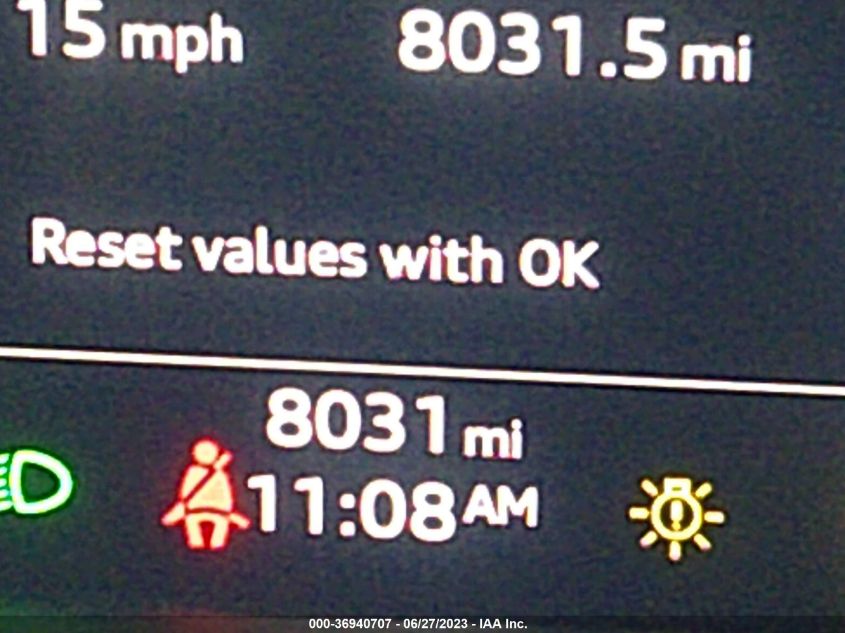 15 mph 8031.5 mi
Reset values with OK
8031 mi
11:08 AM
000-36940707 - 06/27/2023 - IAA Inc.